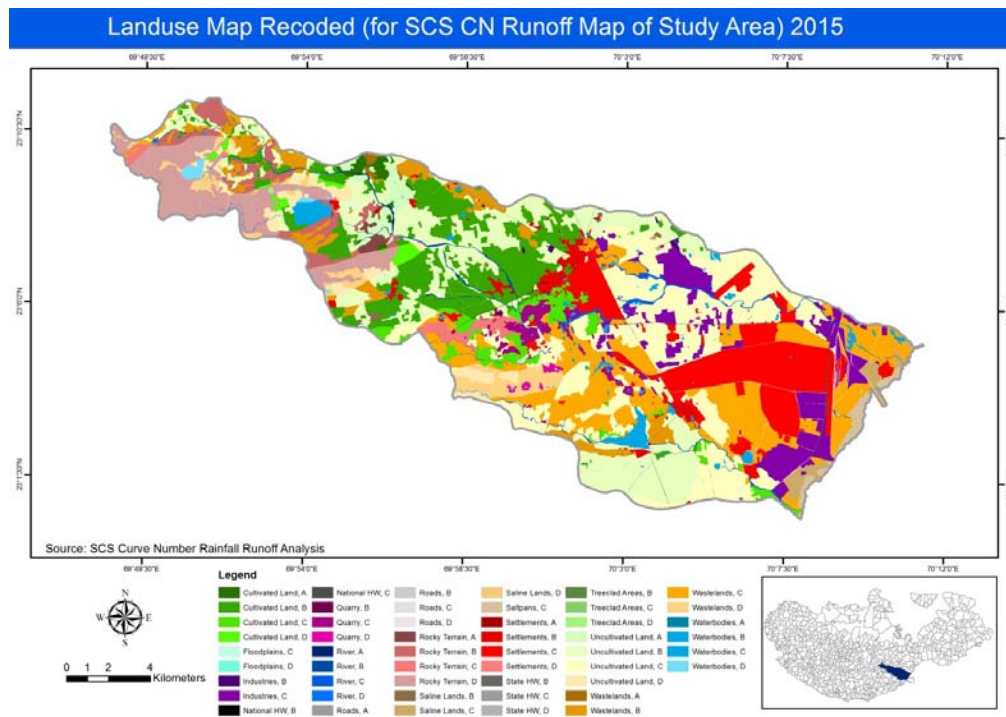 Landuse Map Recoded (for SCS CN Runoff Map of Study Area) 2015
69°49'30"E 69°54'0"E 69°58'30"E 70°3'0"E 70°7'30"E 70°12'0"E
23°10'30"N
23°6'0"N
23°1'30"N
Source: SCS Curve Number Rainfall Runoff Analysis
69°49'30"E 69°54'0"E 69°58'30"E 70°3'0"E 70°7'30"E 70°12'0"E
N
W E
S
0 1 2 4
Kilometers
Legend
Cultivated Land, A
Cultivated Land, B
Cultivated Land, C
Cultivated Land, D
Floodplains, C
Floodplains, D
Industries, B
Industries, C
National HW, B
National HW, C
Quarry, B
Quarry, C
Quarry, D
River, A
River, B
River, C
River, D
Roads, A
Roads, B
Roads, C
Roads, D
Rocky Terrain, A
Rocky Terrain, B
Rocky Terrain, C
Rocky Terrain, D
Saline Lands, B
Saline Lands, C
Saline Lands, D
Saltpans, C
Settlements, A
Settlements, B
Settlements, C
Settlements, D
State HW, B
State HW, C
State HW, D
Treeclad Areas, B
Treeclad Areas, C
Treeclad Areas, D
Uncultivated Land, A
Uncultivated Land, B
Uncultivated Land, C
Uncultivated Land, D
Wastelands, A
Wastelands, B
Wastelands, C
Wastelands, D
Waterbodies, A
Waterbodies, B
Waterbodies, C
Waterbodies, D